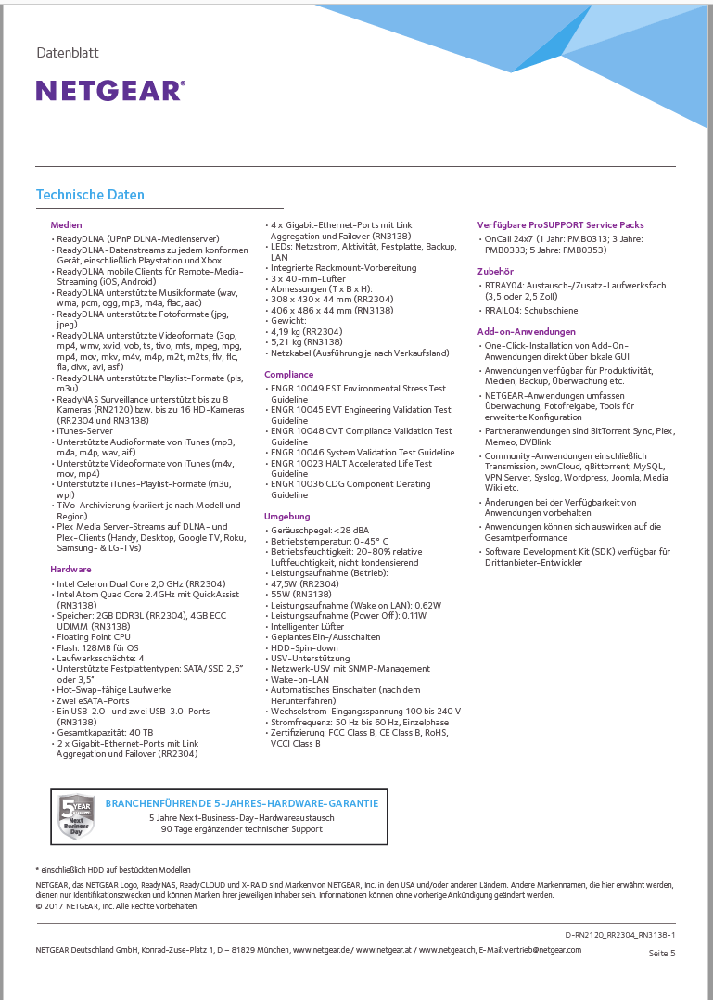 Datenblatt
NETGEAR®
Technische Daten
Medien
· ReadyDLNA (UPnP DLNA-Medienserver)
· ReadyDLNA-Datenstreams zu jedem konformen
Gerät, einschließlich Playstation und Xbox
· ReadyDLNA mobile Clients für Remote-Media-
Streaming (iOS, Android)
· ReadyDLNA unterstützte Musikformate (wav,
wma, pcm, ogg, mp3, m4a, flac, aac)
· ReadyDLNA unterstützte Fotoformate (jpg,
jpeg)
· ReadyDLNA unterstützte Videoformate (3gp,
mp4, wmv, xvid, vob, ts, tivo, mts, mpeg, mpg,
mp4, mov, mkv, m4v, m4p, m2t, m2ts, flv, flc,
fla, divx, avi, asf)
· ReadyDLNA unterstützte Playlist-Formate (pls,
m3u)
· ReadyNAS Surveillance unterstützt bis zu 8
Kameras (RN2120) bzw. bis zu 16 HD-Kameras
(RR2304 und RN3138)
· iTunes-Server
· Unterstützte Audioformate von iTunes (mp3,
m4a, m4p, wav, aif)
· Unterstützte Videoformate von iTunes (m4v,
mov, mp4)
· Unterstützte iTunes-Playlist-Formate (m3u,
wpl)
· TiVo-Archivierung (variiert je nach Modell und
Region)
· Plex Media Server-Streams auf DLNA- und
Plex-Clients (Handy, Desktop, Google TV, Roku,
Samsung- & LG-TVs)
Hardware
· Intel Celeron Dual Core 2,0 GHz (RR2304)
· Intel Atom Quad Core 2.4GHz mit QuickAssist
(RN3138)
· Speicher: 2GB DDR3L (RR2304), 4GB ECC
UDIMM (RN3138)
· Floating Point CPU
· Flash: 128MB für OS
· Laufwerksschächte: 4
· Unterstützte Festplattentypen: SATA/SSD 2,5"
oder 3,5"
· Hot-Swap-fähige Laufwerke
· Zwei eSATA-Ports
· Ein USB-2.0- und zwei USB-3.0-Ports
(RN3138)
· Gesamtkapazität: 40 TB
· 2 x Gigabit-Ethernet-Ports mit Link
Aggregation und Failover (RR2304)
· 4 x Gigabit-Ethernet-Ports mit Link
Aggregation und Failover (RN3138)
· LEDs: Netzstrom, Aktivität, Festplatte, Backup,
LAN
· Integrierte Rackmount-Vorbereitung
· 3 x 40-mm-Lüfter
· Abmessungen (T x B x H):
· 308 x 430 x 44 mm (RR2304)
· 406 x 486 x 44 mm (RN3138)
· Gewicht:
· 4,19 kg (RR2304)
· 5,21 kg (RN3138)
· Netzkabel (Ausführung je nach Verkaufsland)
Compliance
· ENGR 10049 EST Environmental Stress Test
Guideline
· ENGR 10045 EVT Engineering Validation Test
Guideline
· ENGR 10048 CVT Compliance Validation Test
Guideline
· ENGR 10046 System Validation Test Guideline
· ENGR 10023 HALT Accelerated Life Test
Guideline
· ENGR 10036 CDG Component Derating
Guideline
Umgebung
· Geräuschpegel: < 28 dBA
· Betriebstemperatur: 0-45° C
· Betriebsfeuchtigkeit: 20-80% relative
Luftfeuchtigkeit, nicht kondensierend
· Leistungsaufnahme (Betrieb):
· 47,5W (RR2304)
· 55W (RN3138)
· Leistungsaufnahme (Wake on LAN): 0.62W
· Leistungsaufnahme (Power Off): 0.11W
· Intelligenter Lüfter
· Geplantes Ein-/Ausschalten
· HDD-Spin-down
· USV-Unterstützung
· Netzwerk-USV mit SNMP-Management
· Wake-on-LAN
· Automatisches Einschalten (nach dem
Herunterfahren)
· Wechselstrom-Eingangsspannung 100 bis 240 V
· Stromfrequenz: 50 Hz bis 60 Hz, Einzelphase
· Zertifizierung: FCC Class B, CE Class B, RoHS,
VCCI Class B
Verfügbare ProSUPPORT Service Packs
· OnCall 24x7 (1 Jahr: PMB0313; 3 Jahre:
PMB0333; 5 Jahre: PMB0353)
Zubehör
· RTRAY04: Austausch-/Zusatz-Laufwerksfach
(3,5 oder 2,5 Zoll)
· RRAIL04: Schubschiene
Add-on-Anwendungen
· One-Click-Installation von Add-On-
Anwendungen direkt über lokale GUI
· Anwendungen verfügbar für Produktivität,
Medien, Backup, Überwachung etc.
· NETGEAR-Anwendungen umfassen
Überwachung, Fotofreigabe, Tools für
erweiterte Konfiguration
· Partneranwendungen sind BitTorrent Sync, Plex,
Memeo, DVBlink
· Community-Anwendungen einschließlich
Transmission, ownCloud, qBittorrent, MySQL,
VPN Server, Syslog, Wordpress, Joomla, Media
Wiki etc.
· Änderungen bei der Verfügbarkeit von
Anwendungen vorbehalten
· Anwendungen können sich auswirken auf die
Gesamtperformance
· Software Development Kit (SDK) verfügbar für
Drittanbieter-Entwickler
5YEAR
Next
Business
Day
BRANCHENFÜHRENDE 5-JAHRES-HARDWARE-GARANTIE
5 Jahre Next-Business-Day-Hardwareaustausch
90 Tage ergänzender technischer Support
* einschließlich HDD auf bestückten Modellen
NETGEAR, das NETGEAR Logo, ReadyNAS, ReadyCLOUD und X-RAID sind Marken von NETGEAR, Inc. in den USA und/oder anderen Ländern. Andere Markennamen, die hier erwähnt werden,
dienen nur Identifikationszwecken und können Marken ihrer jeweiligen Inhaber sein. Informationen können ohne vorherige Ankündigung geändert werden.
© 2017 NETGEAR, Inc. Alle Rechte vorbehalten.
D-RN2120_RR2304_RN3138-1
NETGEAR Deutschland GmbH, Konrad-Zuse-Platz 1, D – 81829 München, www.netgear.de / www.netgear.at / www.netgear.ch, E-Mail: vertrieb@netgear.com
Seite 5